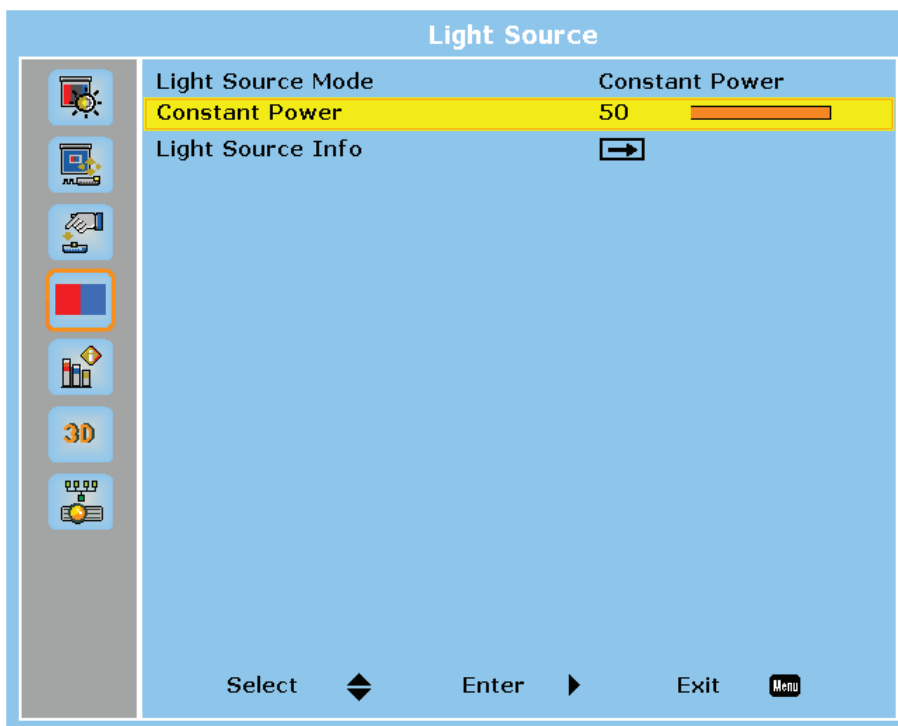 Light Source
Light Source Mode Constant Power
Constant Power 50
Light Source Info
3D
Select Enter Exit Menu